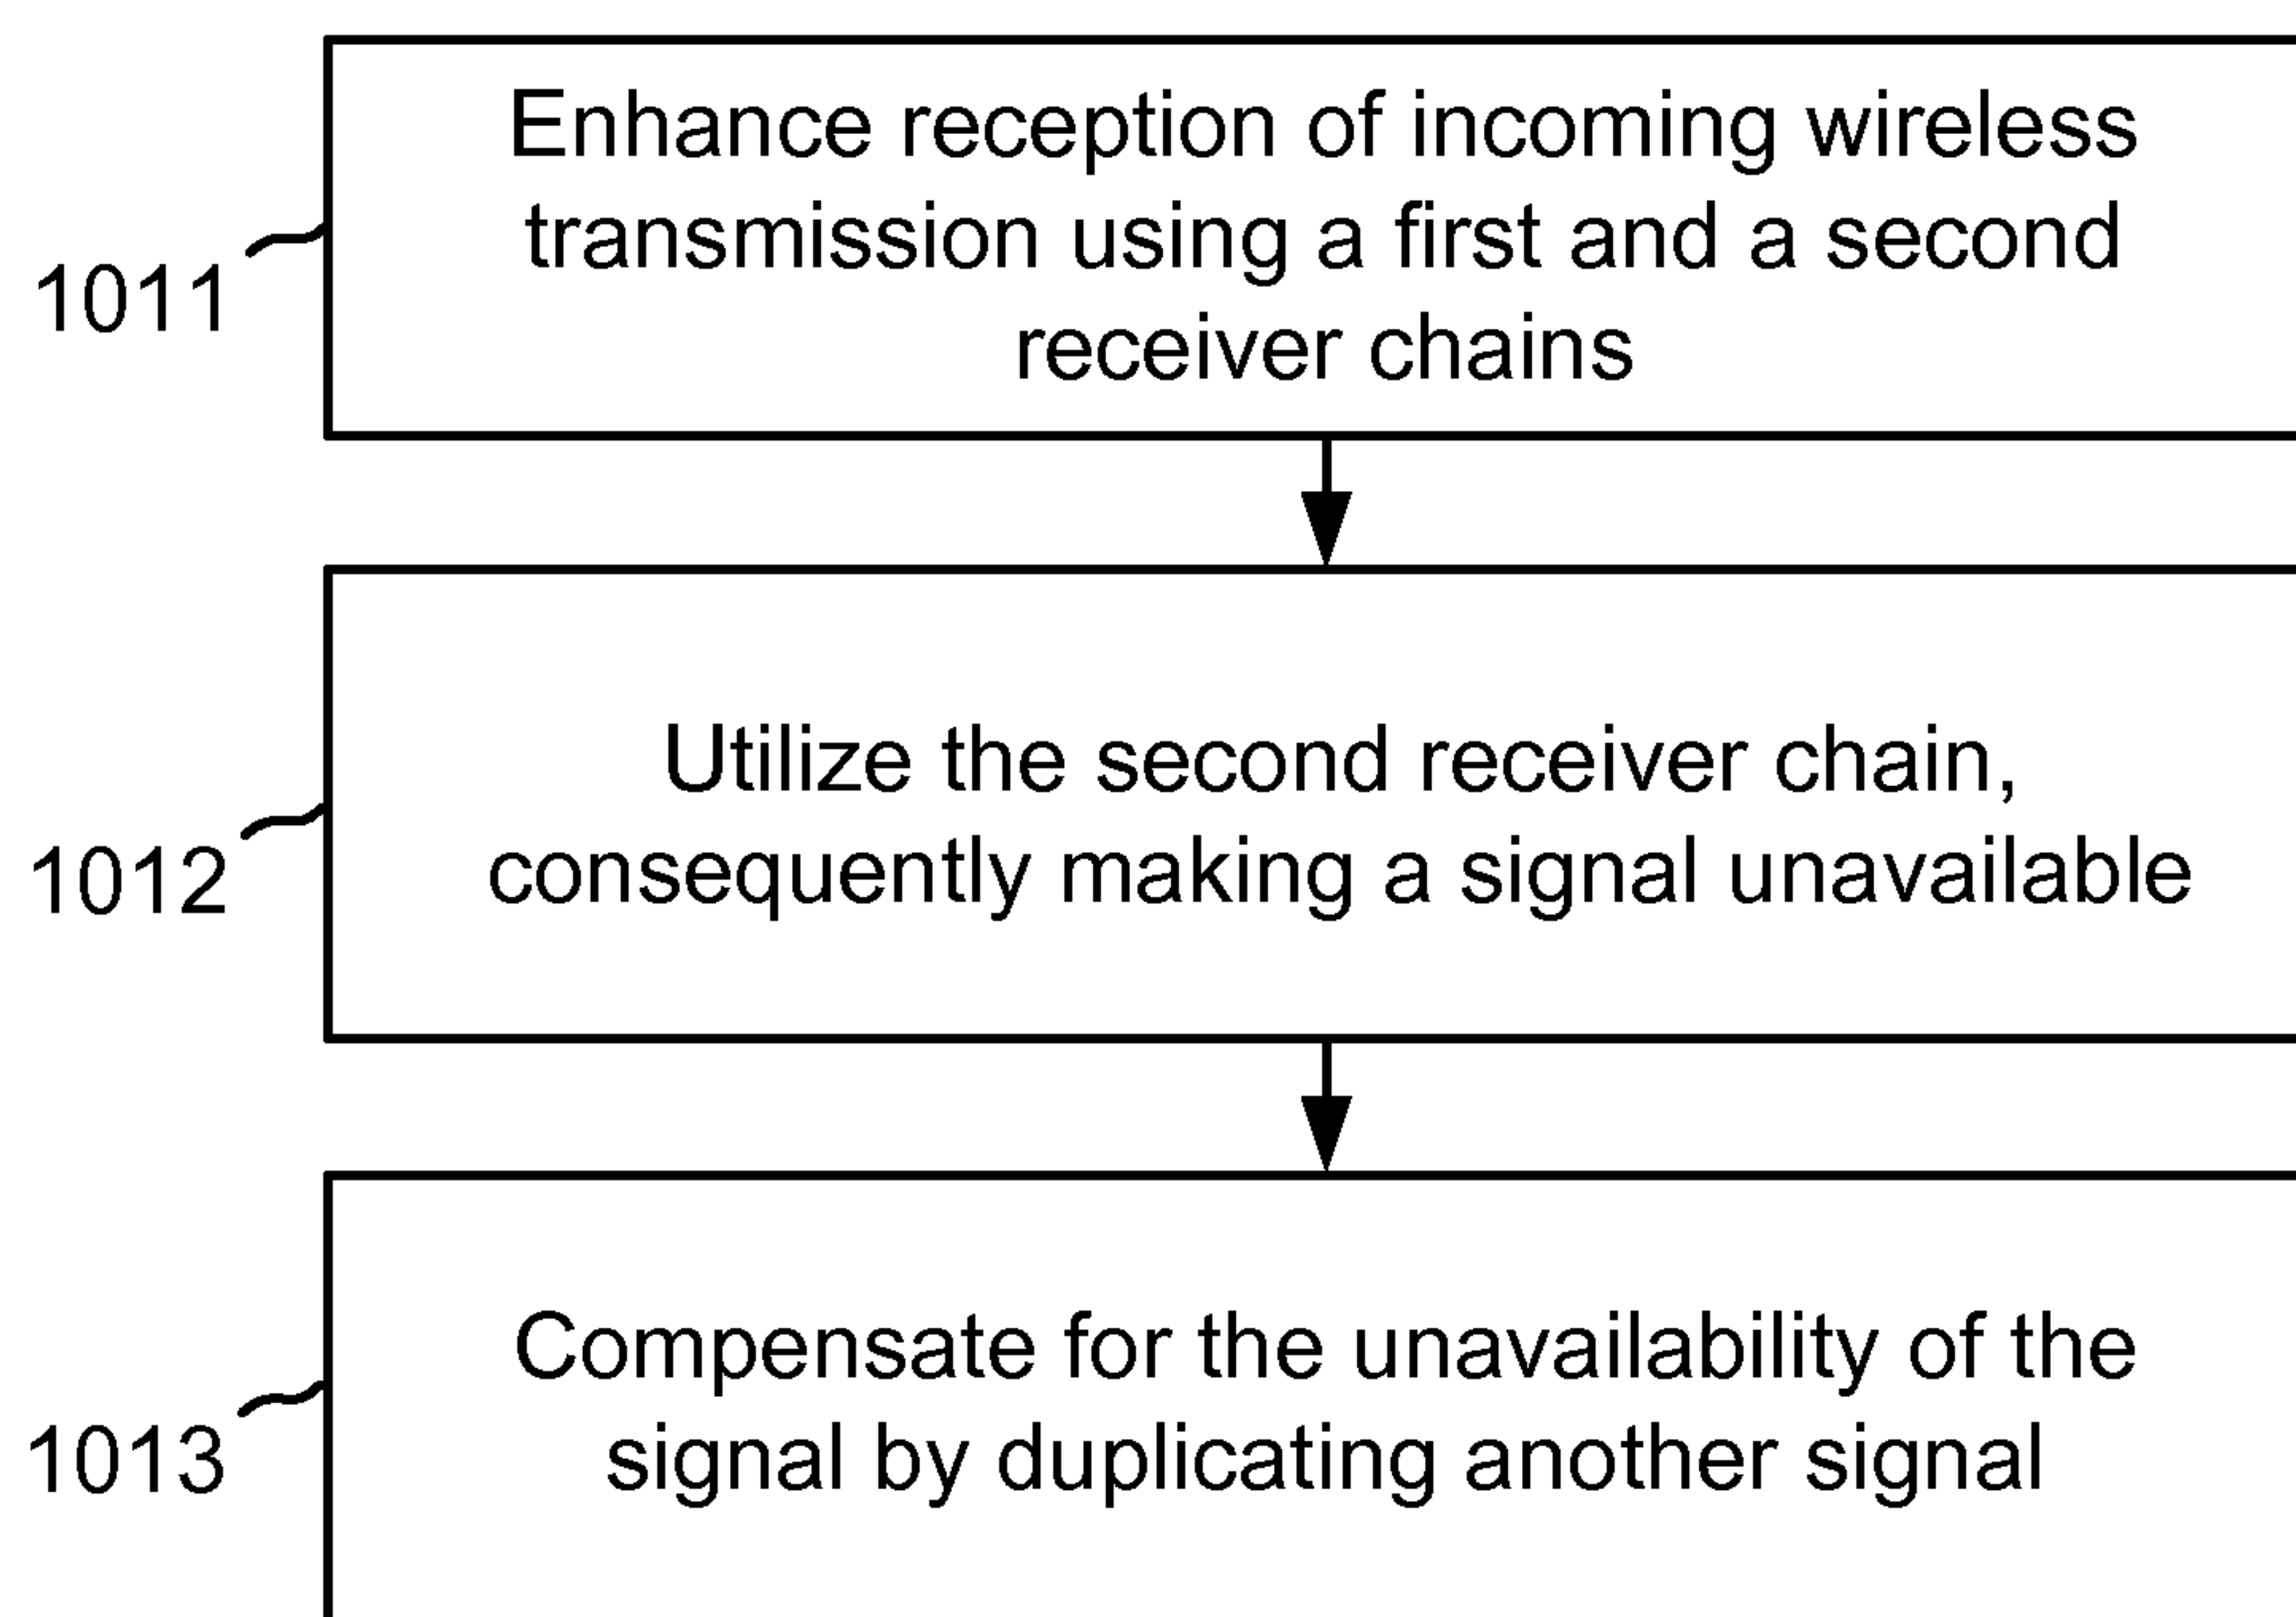 Enhance reception of incoming wireless
transmission using a first and a second
receiver chains
1011
Utilize the second receiver chain,
consequently making a signal unavailable
1012
Compensate for the unavailability of the
signal by duplicating another signal
1013